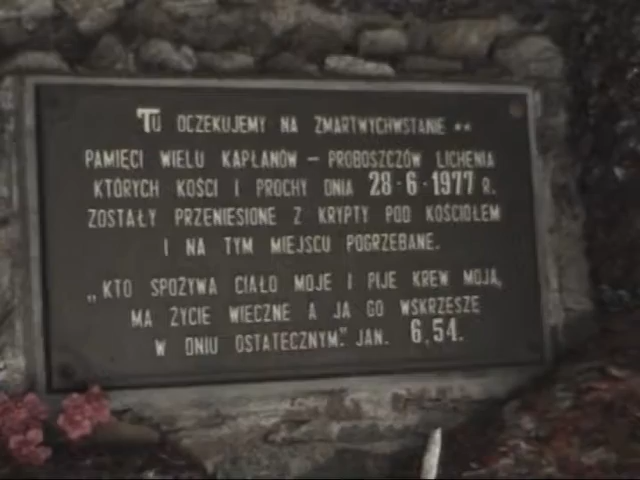 TU OCZEKUJEMY NA ZMARTWYCHWSTANIE **
PAMIĘCI WIELU KAPŁANÓW – PROBOSZCZÓW LICHENIA
KTÓRYCH KOŚCI I PROCHY DNIA 28-6-1977 R.
ZOSTAŁY PRZENIESIONE Z KRYPTY POD KOŚCIOŁEM
I NA TYM MIEJSCU POGRZEBANE.
„KTO SPOŻYWA CIAŁO MOJE I PIJE KREW MOJĄ,
MA ŻYCIE WIECZNE A JA GO WSKRZESZĘ
W DNIU OSTATECZNYM." JAN. 6,54.